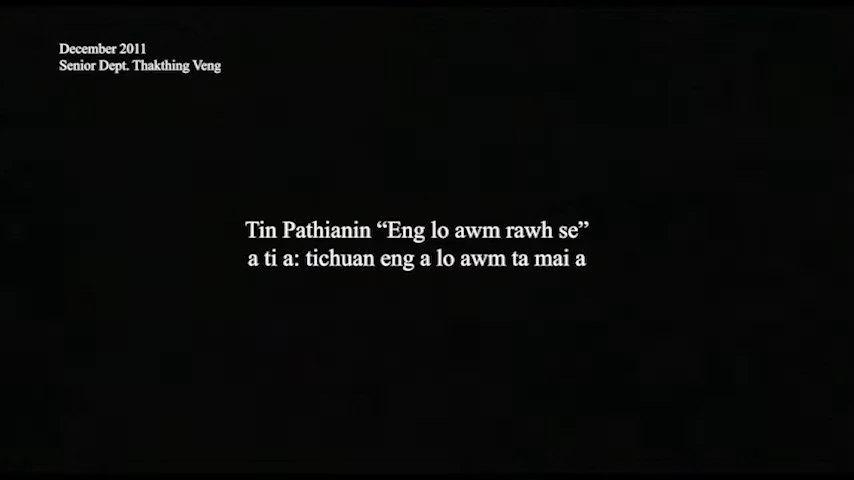 December 2011
Senior Dept. Thakthing Veng
Tin Pathianin “Eng lo awm rawh se”
a ti a: tichuan eng a lo awm ta mai a